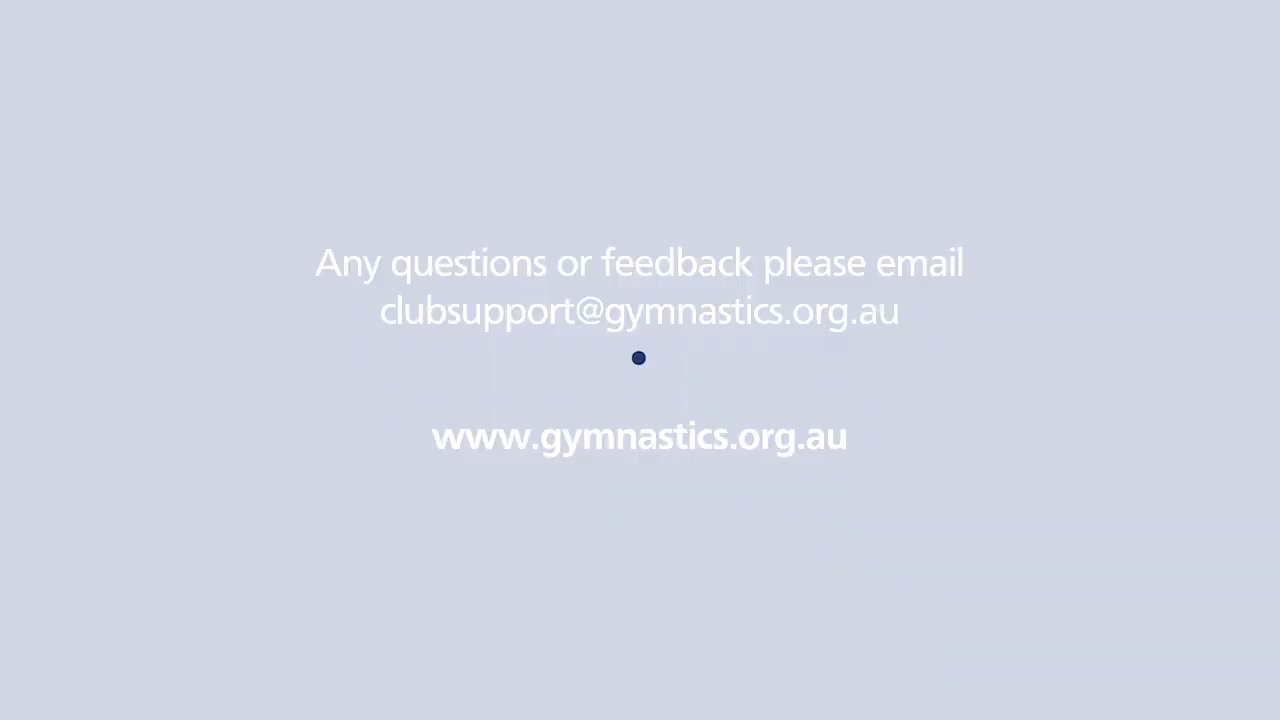 Any questions or feedback please email
clubsupport@gymnastics.org.au
www.gymnastics.org.au